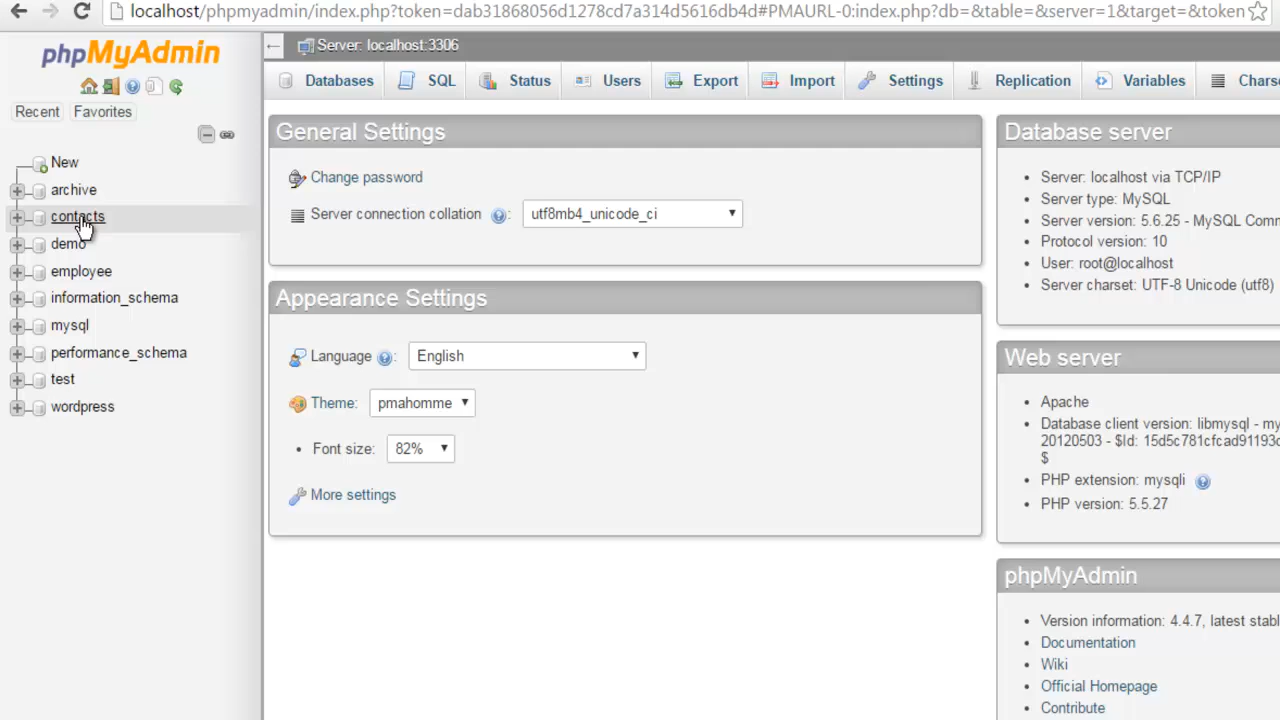 localhost/phpmyadmin/index.php?token=dab31868056d1278cd7a314d5616db4d#PMAURL-0:index.php?db=&table=&server=1&target=&token
phpMyAdmin
Recent Favorites
New
archive
contacts
demo
employee
information_schema
mysql
performance_schema
test
wordpress
Server: localhost:3306
Databases SQL Status Users Export Import Settings Replication Variables Charse
General Settings
Change password
Server connection collation : utf8mb4_unicode_ci
Appearance Settings
Language : English
Theme: pmahomme
• Font size: 82%
More settings
Database server
• Server: localhost via TCP/IP
• Server type: MySQL
• Server version: 5.6.25 - MySQL Comm
• Protocol version: 10
• User: root@localhost
• Server charset: UTF-8 Unicode (utf8)
Web server
• Apache
• Database client version: libmysql - my
20120503 - $Id: 15d5c781cfcad91193c
$
• PHP extension: mysqli
• PHP version: 5.5.27
phpMyAdmin
• Version information: 4.4.7, latest stabl
• Documentation
• Wiki
• Official Homepage
• Contribute